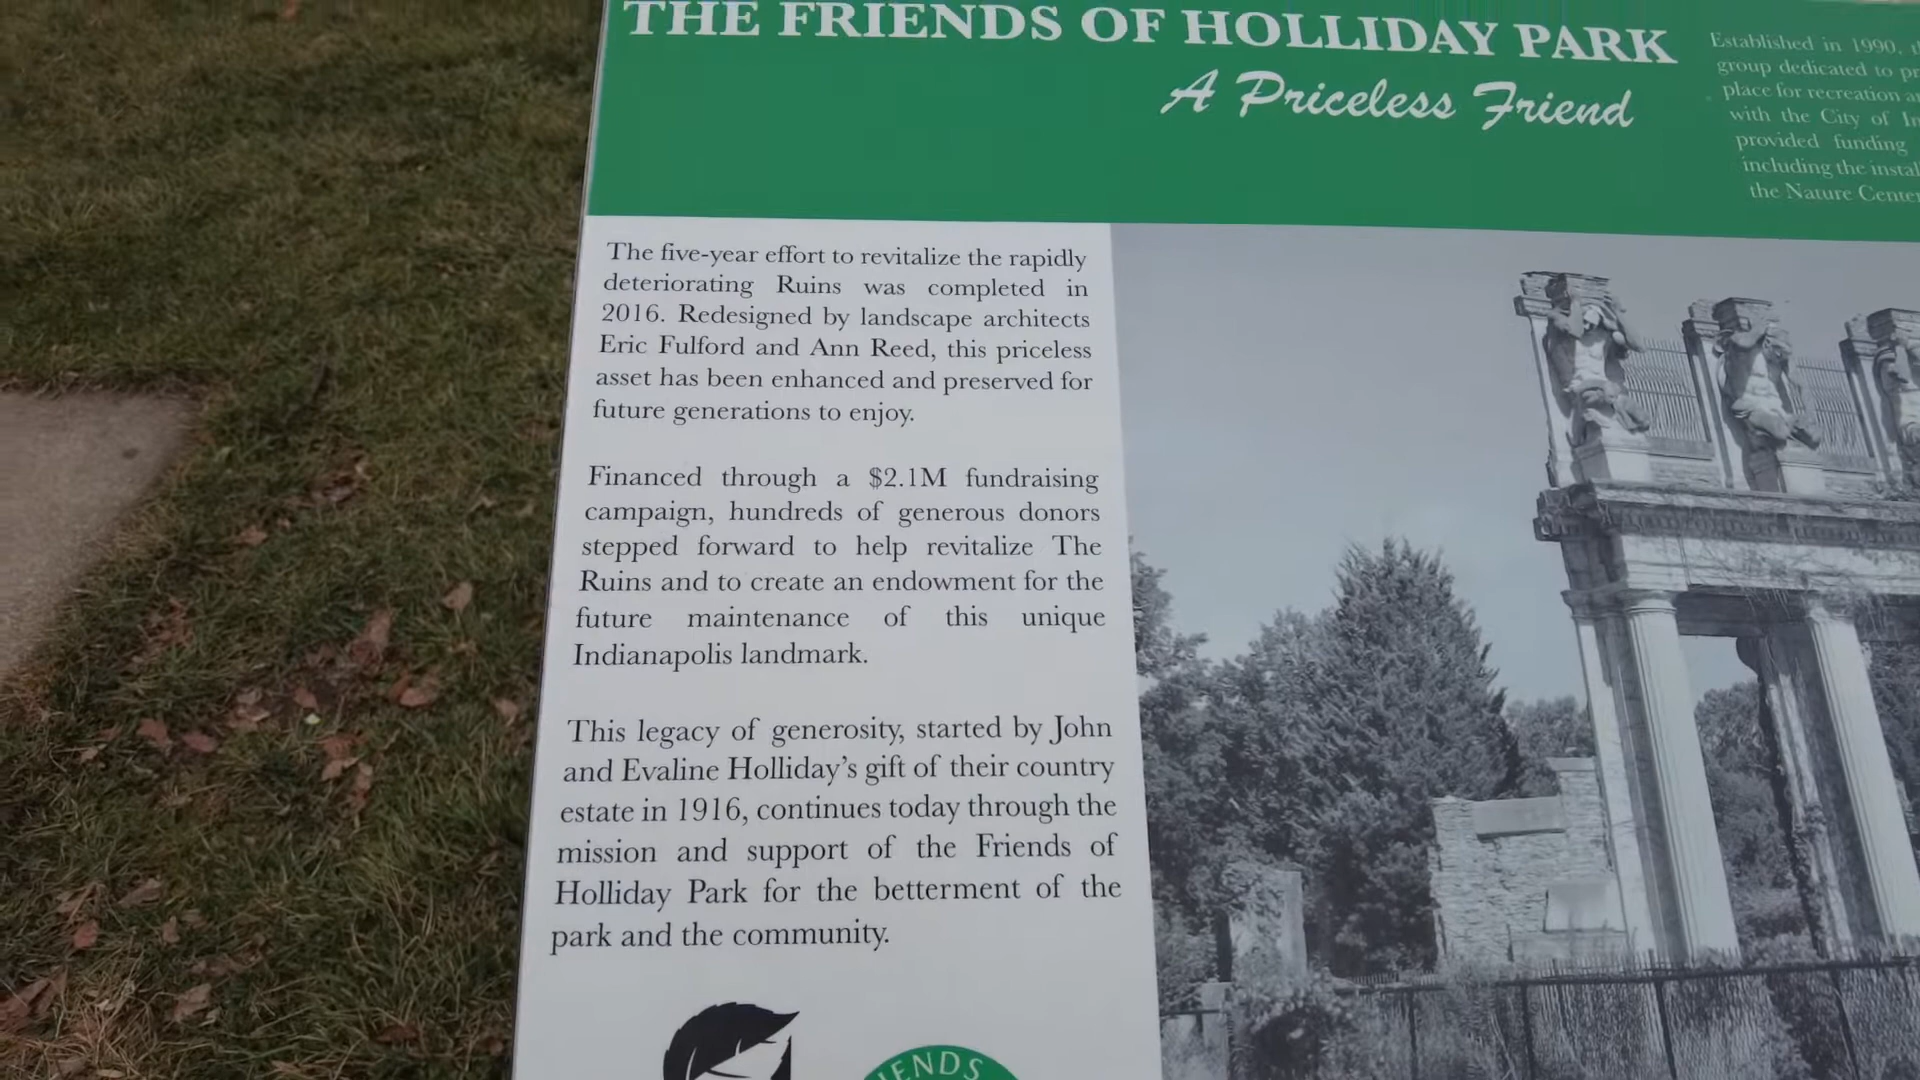 THE FRIENDS OF HOLLIDAY PARK
A Priceless Friend
Established in 1990,
group dedicated to
place for recreation
with the City of
provided funding
including the
the Nature
The five-year effort to revitalize the rapidly
deteriorating Ruins was completed in
2016. Redesigned by landscape architects
Eric Fulford and Ann Reed, this priceless
asset has been enhanced and preserved for
future generations to enjoy.
Financed through a $2.1M fundraising
campaign, hundreds of generous donors
stepped forward to help revitalize The
Ruins and to create an endowment for the
future maintenance of this unique
Indianapolis landmark.
This legacy of generosity, started by John
and Evaline Holliday's gift of their country
estate in 1916, continues today through the
mission and support of the Friends of
Holliday Park for the betterment of the
park and the community.